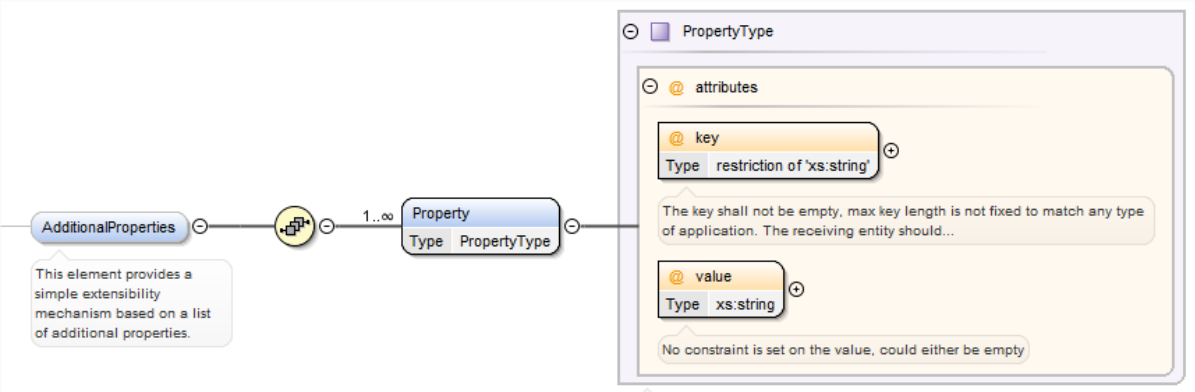 PropertyType
@ attributes
@ key
Type restriction of 'xs:string'
The key shall not be empty, max key length is not fixed to match any type
of application. The receiving entity should...
1..∞
Property
Type PropertyType
AdditionalProperties
This element provides a
simple extensibility
mechanism based on a list
of additional properties.
@ value
Type xs:string
No constraint is set on the value, could either be empty